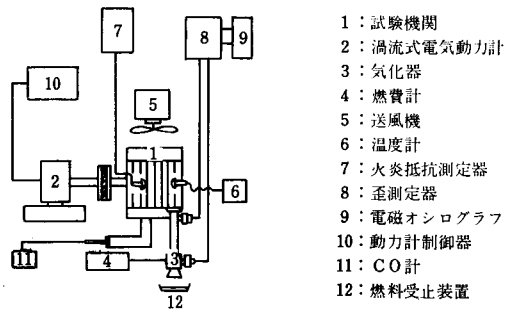 7
8
9
10
5
1
2
6
11
4
3
12
1：試験機関
2：渦流式電気動力計
3：気化器
4：燃費計
5：送風機
6：温度計
7：火炎抵抗測定器
8：歪測定器
9：電磁オシログラフ
10：動力計制御器
11：ＣＯ計
12：燃料受止装置